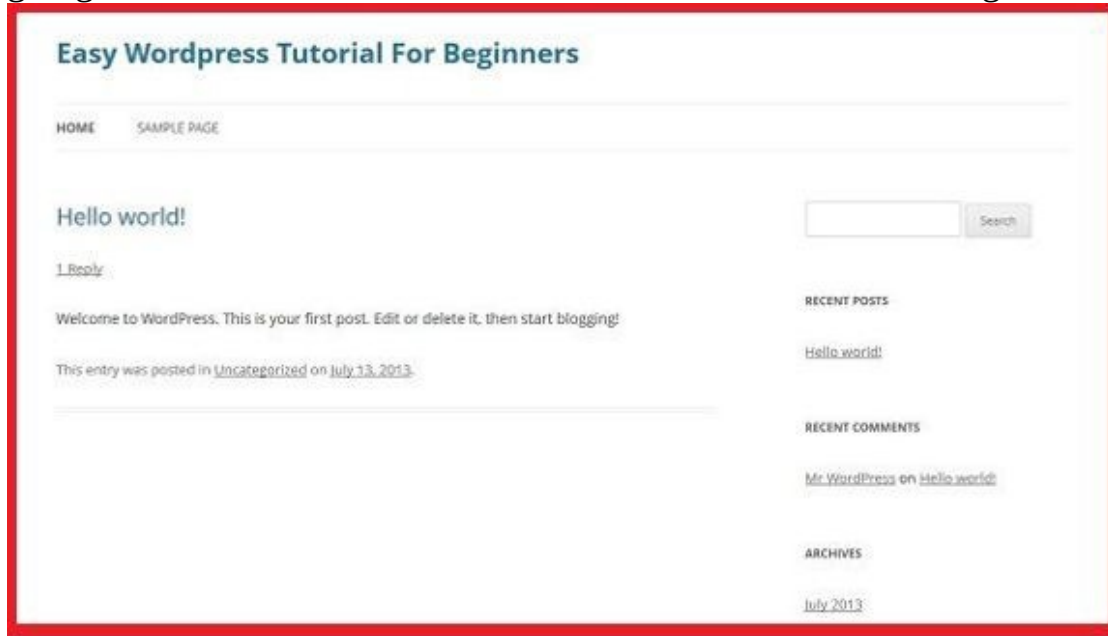 Easy Wordpress Tutorial For Beginners
HOME SAMPLE PAGE
Hello world!
1 Reply
Welcome to WordPress. This is your first post. Edit or delete it, then start blogging!
This entry was posted in Uncategorized on July 13, 2013.
Search
RECENT POSTS
Hello world!
RECENT COMMENTS
Mr WordPress on Hello world!
ARCHIVES
July 2013